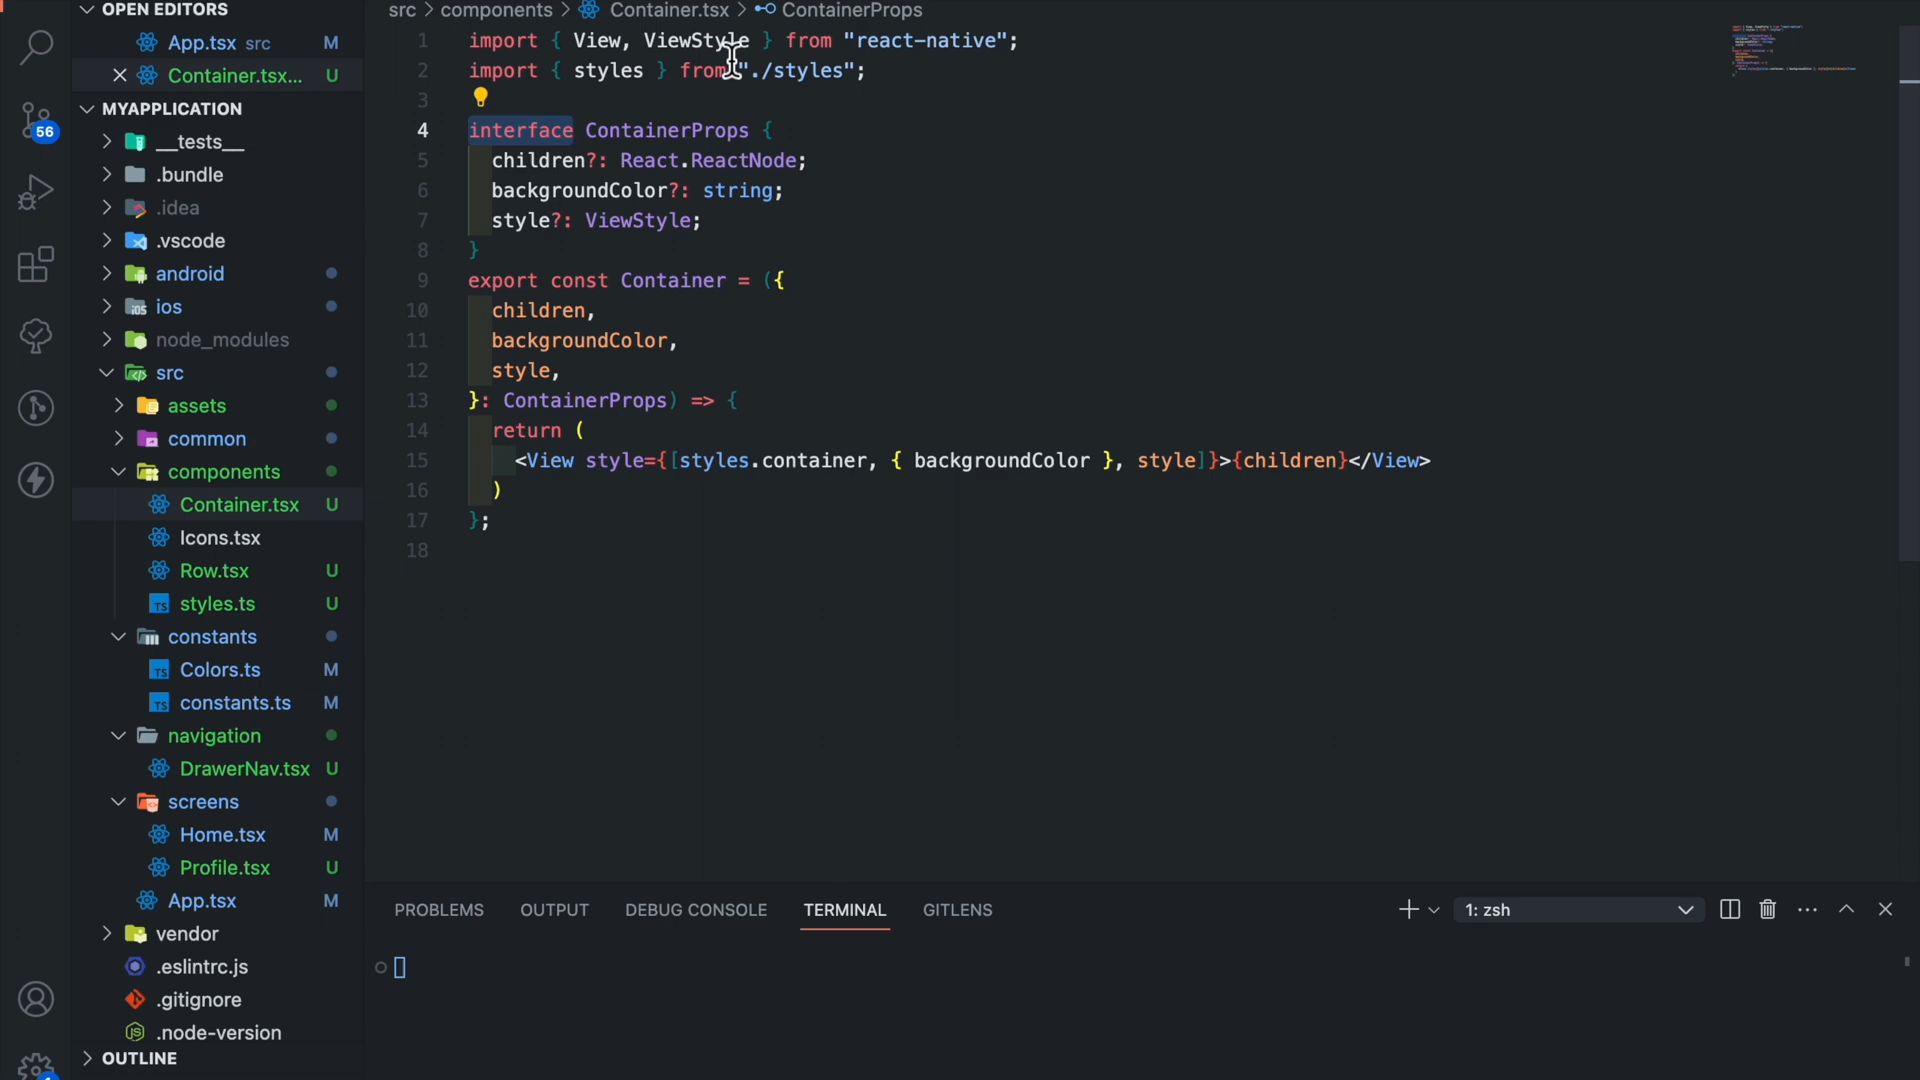 OPEN EDITORS
App.tsx src M
Container.tsx... U
MYAPPLICATION
__tests__
.bundle
.idea
.vscode
android
ios
node_modules
src
assets
common
components
Container.tsx U
Icons.tsx
Row.tsx U
styles.ts U
constants
Colors.ts M
constants.ts M
navigation
DrawerNav.tsx U
screens
Home.tsx M
Profile.tsx U
App.tsx M
vendor
.eslintrc.js
.gitignore
.node-version
OUTLINE
56
src > components > Container.tsx > ContainerProps
1 import { View, ViewStyle } from "react-native";
2 import { styles } from "./styles";
3
4 interface ContainerProps {
5 children?: React.ReactNode;
6 backgroundColor?: string;
7 style?: ViewStyle;
8 }
9 export const Container = ({
10 children,
11 backgroundColor,
12 style,
13 }: ContainerProps) => {
14 return (
15 <View style={[styles.container, { backgroundColor }, style]}>{children}</View>
16 )
17 };
18
PROBLEMS OUTPUT DEBUG CONSOLE TERMINAL GITLENS
1: zsh